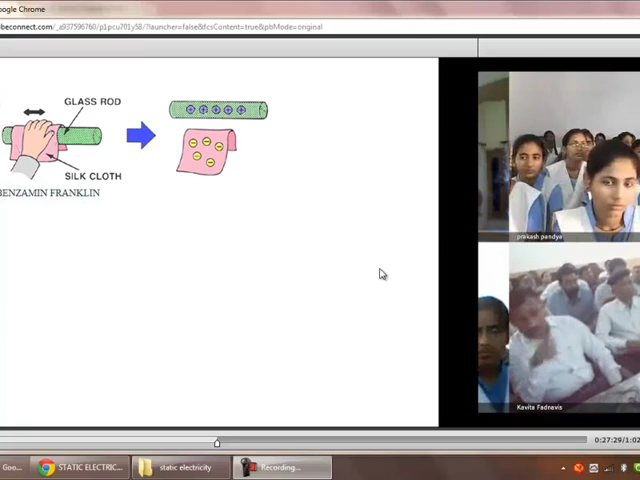 Google Chrome
beconnect.com/_a937596760/p1pcu701y58/?launcher=false&fcsContent=true&pbMode=original
GLASS ROD
SILK CLOTH
BENZAMIN FRANKLIN
prakash pandya
Kavita Fadnavis
0:27:29/1:02
Goo...
STATIC ELECTRIC...
static electricity
Recording...